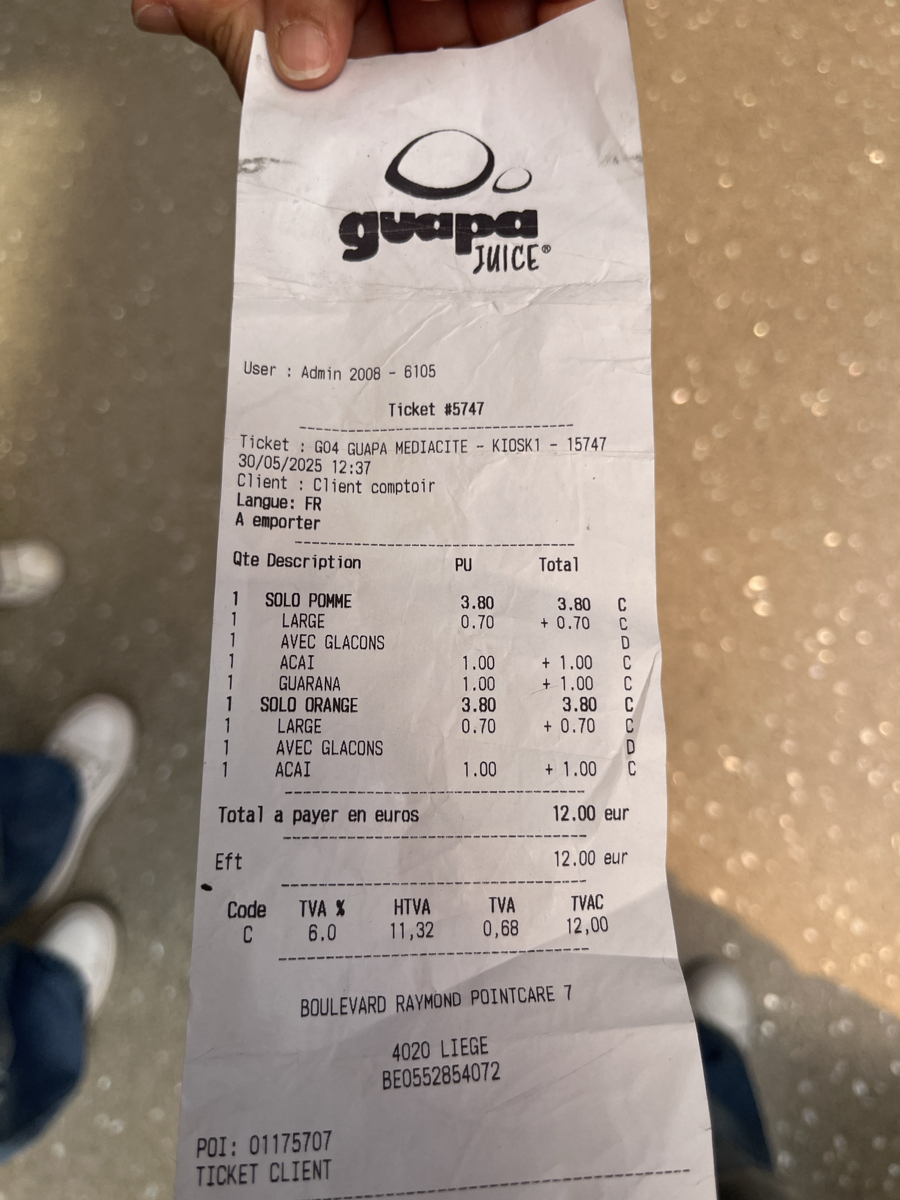 guapa
JUICE®
User : Admin 2008 - 6105
Ticket #5747
Ticket : G04 GUAPA MEDIACITE - KIOSK1 - 15747
30/05/2025 12:37
Client : Client comptoir
Langue: FR
A emporter
Qte Description PU Total
1 SOLO POMME 3.80 3.80 C
1 LARGE 0.70 + 0.70 C
1 AVEC GLACONS D
1 ACAI 1.00 + 1.00 C
1 GUARANA 1.00 + 1.00 C
1 SOLO ORANGE 3.80 3.80 C
1 LARGE 0.70 + 0.70 C
1 AVEC GLACONS D
1 ACAI 1.00 + 1.00 C
Total a payer en euros 12.00 eur
Eft 12.00 eur
Code TVA % HTVA TVA TVAC
C 6.0 11,32 0,68 12,00
BOULEVARD RAYMOND POINTCARE 7
4020 LIEGE
BE0552854072
POI: 01175707
TICKET CLIENT